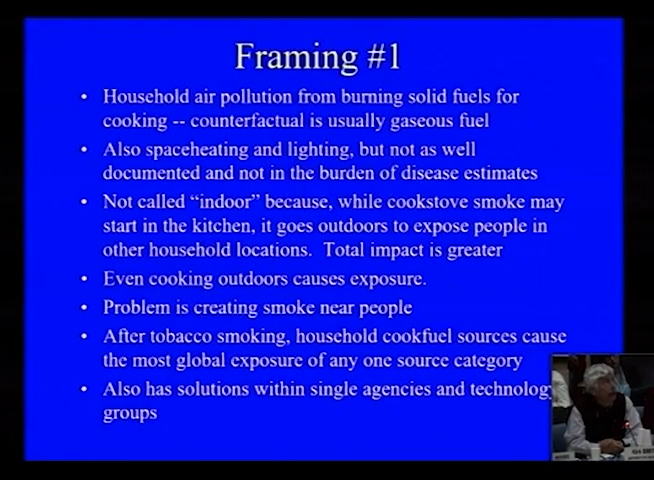 Framing #1
• Household air pollution from burning solid fuels for
cooking -- counterfactual is usually gaseous fuel
• Also spaceheating and lighting, but not as well
documented and not in the burden of disease estimates
• Not called “indoor” because, while cookstove smoke may
start in the kitchen, it goes outdoors to expose people in
other household locations.  Total impact is greater
• Even cooking outdoors causes exposure.
• Problem is creating smoke near people
• After tobacco smoking, household cookfuel sources cause
the most global exposure of any one source category
• Also has solutions within single agencies and technology
groups